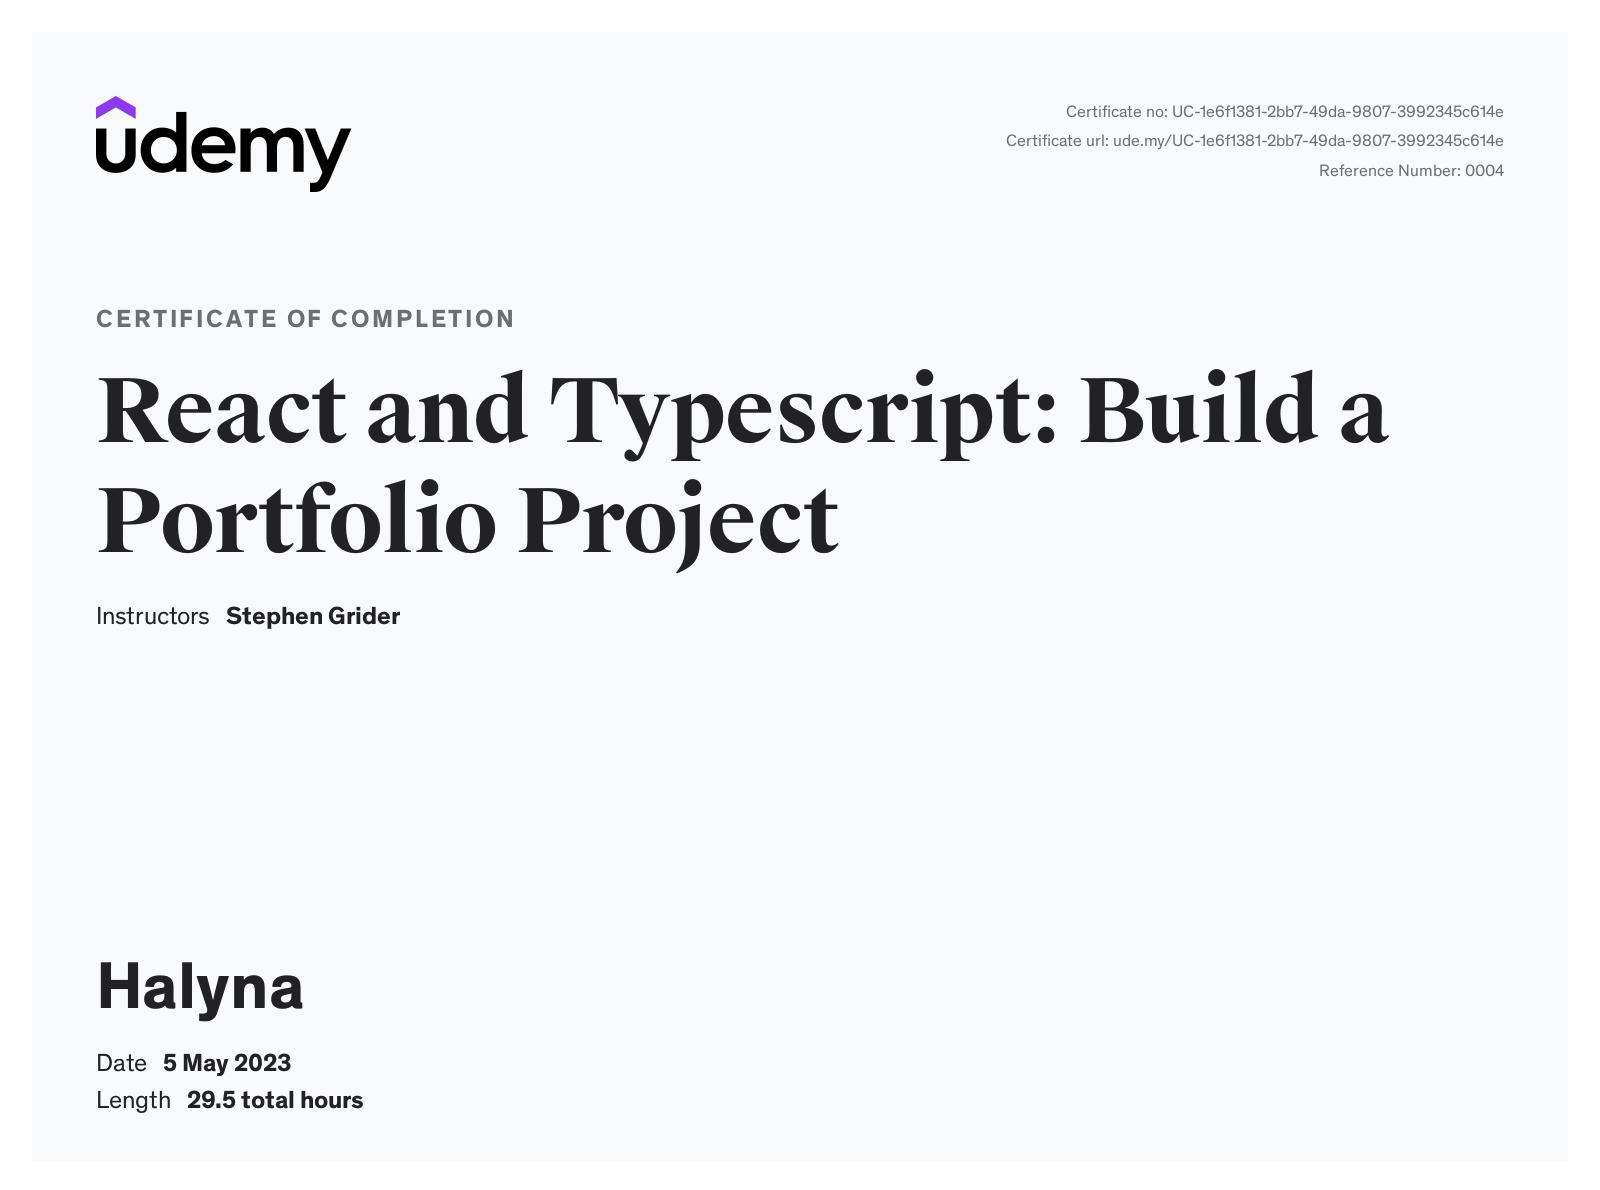 udemy
Certificate no: UC-1e6f1381-2bb7-49da-9807-3992345c614e
Certificate url: ude.my/UC-1e6f1381-2bb7-49da-9807-3992345c614e
Reference Number: 0004
CERTIFICATE OF COMPLETION
React and Typescript: Build a
Portfolio Project
Instructors Stephen Grider
Halyna
Date 5 May 2023
Length 29.5 total hours